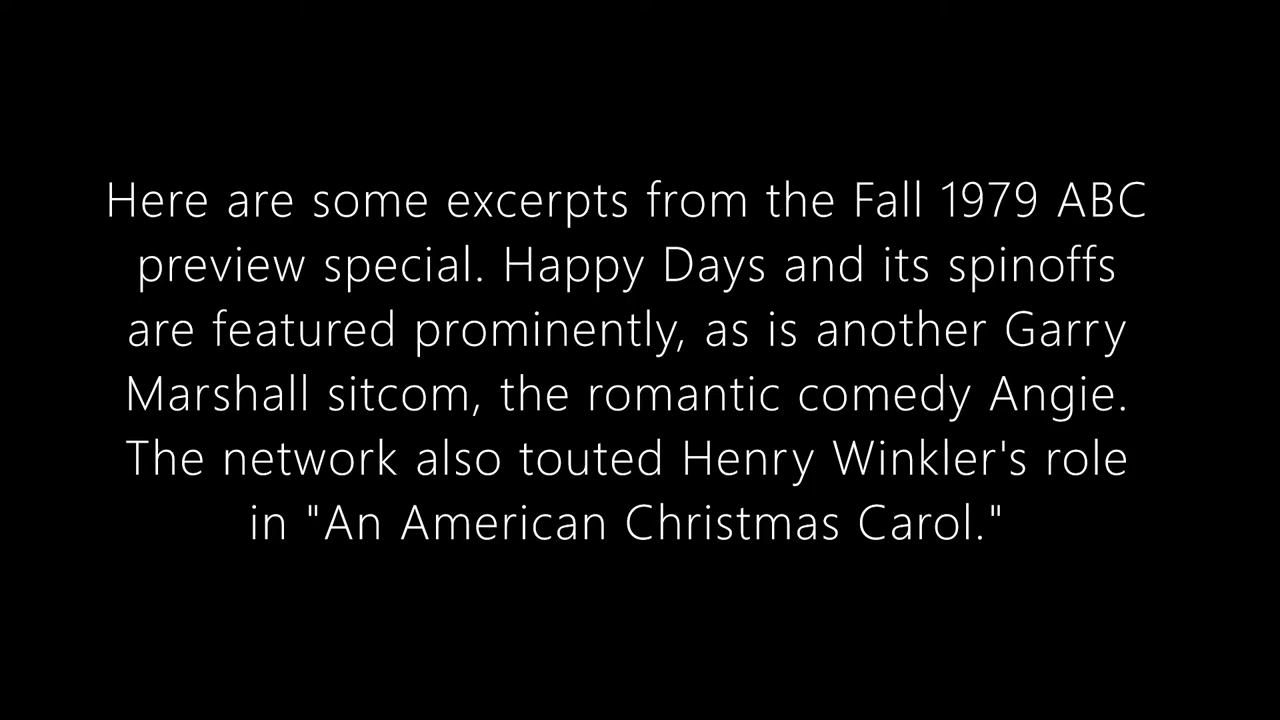 Here are some excerpts from the Fall 1979 ABC
preview special. Happy Days and its spinoffs
are featured prominently, as is another Garry
Marshall sitcom, the romantic comedy Angie.
The network also touted Henry Winkler's role
in "An American Christmas Carol."